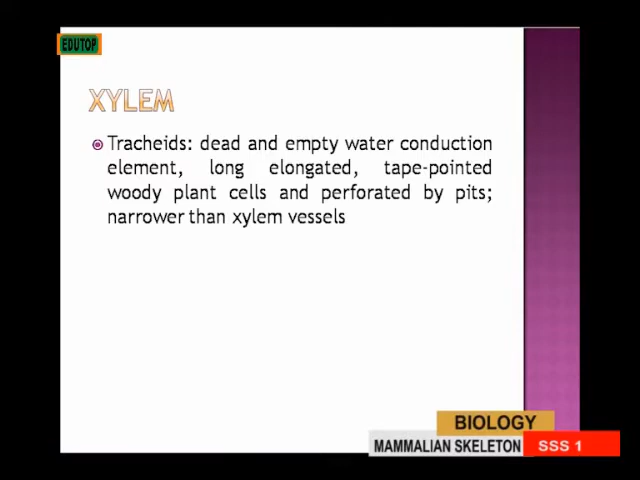 EDUTOP
XYLEM
Tracheids: dead and empty water conduction
element, long elongated, tape-pointed
woody plant cells and perforated by pits;
narrower than xylem vessels
BIOLOGY
MAMMALIAN SKELETON SSS 1